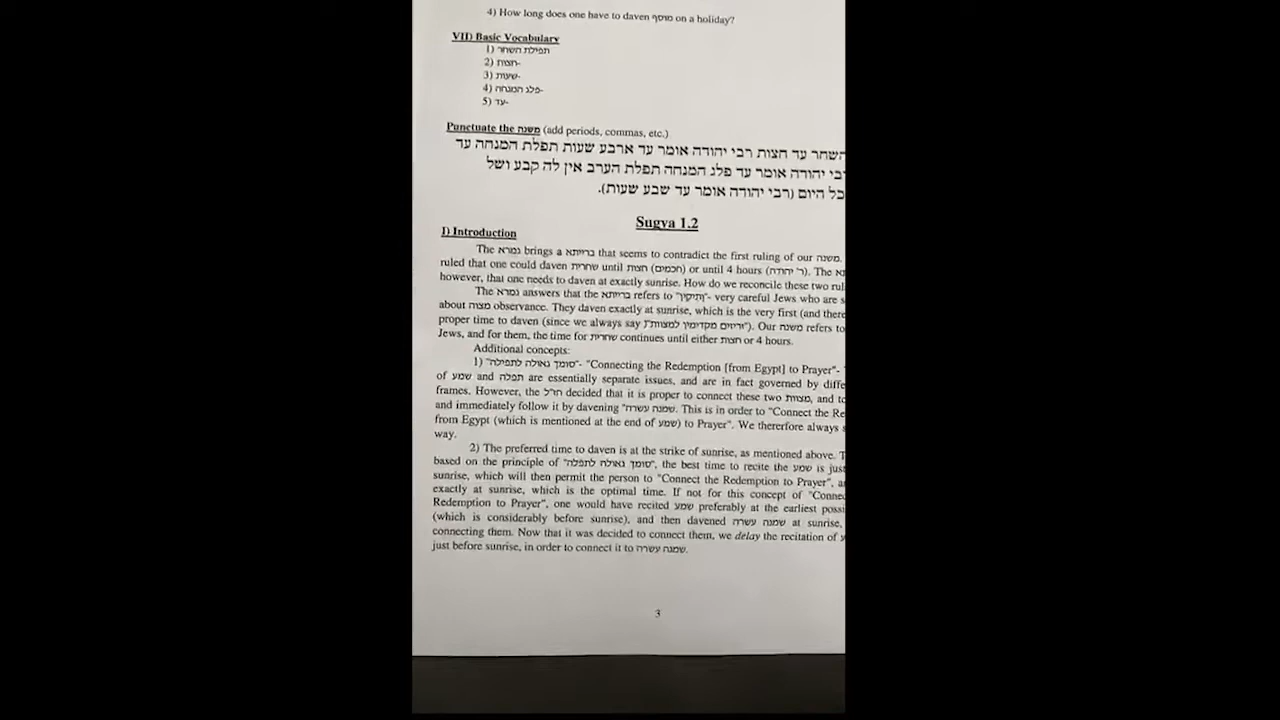 4) How long does one have to daven מוסף on a holiday?
VII) Basic Vocabulary
1) תפילת השחר
2) חצות-
3) שעות-
4) פלג המנחה-
5) עד-
Punctuate the משנה (add periods, commas, etc.)
השחר עד חצות רבי יהודה אומר עד ארבע שעות תפלת המנחה עד
רבי יהודה אומר עד פלג המנחה תפלת הערב אין לה קבע ושל
כל היום (רבי יהודה אומר עד שבע שעות).
Sugya 1.2
I) Introduction
The גמרא brings a ברייתא that seems to contradict the first ruling of our משנה.
ruled that one could daven שחרית until חצות (חכמים) or until 4 hours (ר' יהודה). The
however, that one needs to daven at exactly sunrise. How do we reconcile these two
The גמרא answers that the ברייתא refers to "ותיקין"- very careful Jews who are
about מצוה observance. They daven exactly at sunrise, which is the very first (and
proper time to daven (since we always say "זריזים מקדימין למצוות"). Our משנה refers to
Jews, and for them, the time for שחרית continues until either חצות or 4 hours.
Additional concepts:
1) "סומך גאולה לתפילה"- "Connecting the Redemption [from Egypt] to Prayer"-
of שמע and תפלה are essentially separate issues, and are in fact governed by
frames. However, the חז"ל decided that it is proper to connect these two מצוות, and
and immediately follow it by davening "שמנה עשרה. This is in order to "Connect the
from Egypt (which is mentioned at the end of שמע) to Prayer". We thererfore always
way.
2) The preferred time to daven is at the strike of sunrise, as mentioned above.
based on the principle of "סומך גאולה לתפלה", the best time to recite the שמע is
sunrise, which will then permit the person to "Connect the Redemption to Prayer",
exactly at sunrise, which is the optimal time. If not for this concept of
Redemption to Prayer", one would have recited שמע preferably at the earliest
(which is considerably before sunrise), and then davened שמנה עשרה at sunrise,
connecting them. Now that it was decided to connect them, we delay the recitation of
just before sunrise, in order to connect it to שמנה עשרה.
3